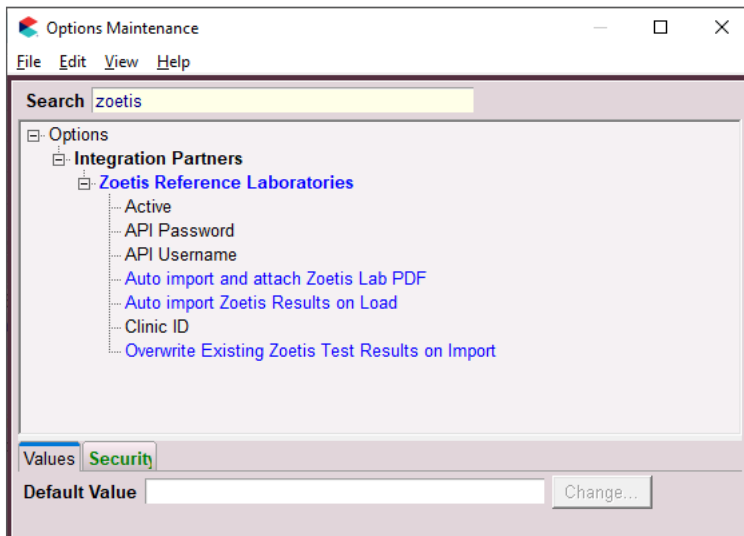 Options Maintenance
File Edit View Help
Search zoetis
Options
Integration Partners
Zoetis Reference Laboratories
Active
API Password
API Username
Auto import and attach Zoetis Lab PDF
Auto import Zoetis Results on Load
Clinic ID
Overwrite Existing Zoetis Test Results on Import
Values Security
Default Value Change...